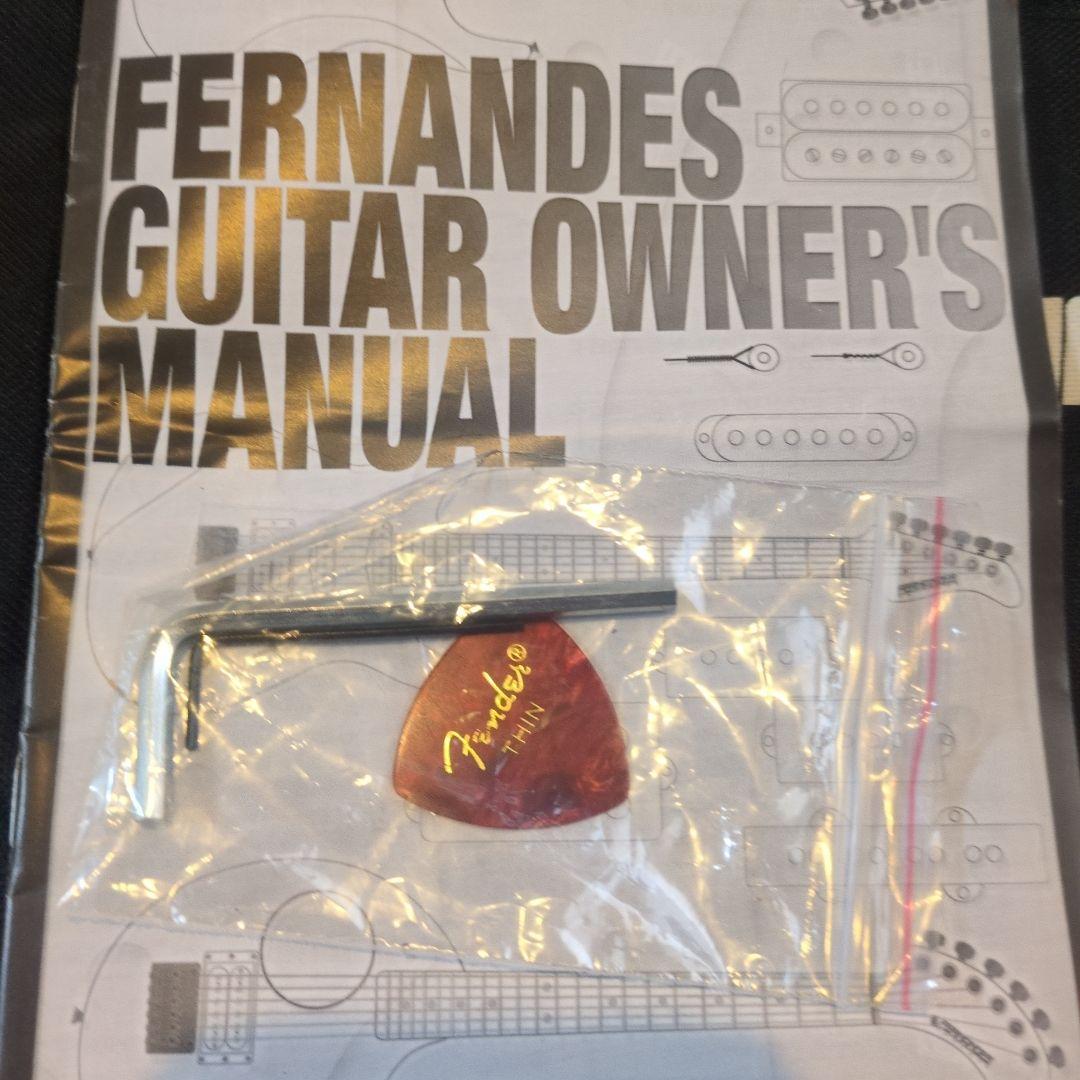 FERNANDES
GUITAR OWNER'S
MANUAL
Fender®
THIN